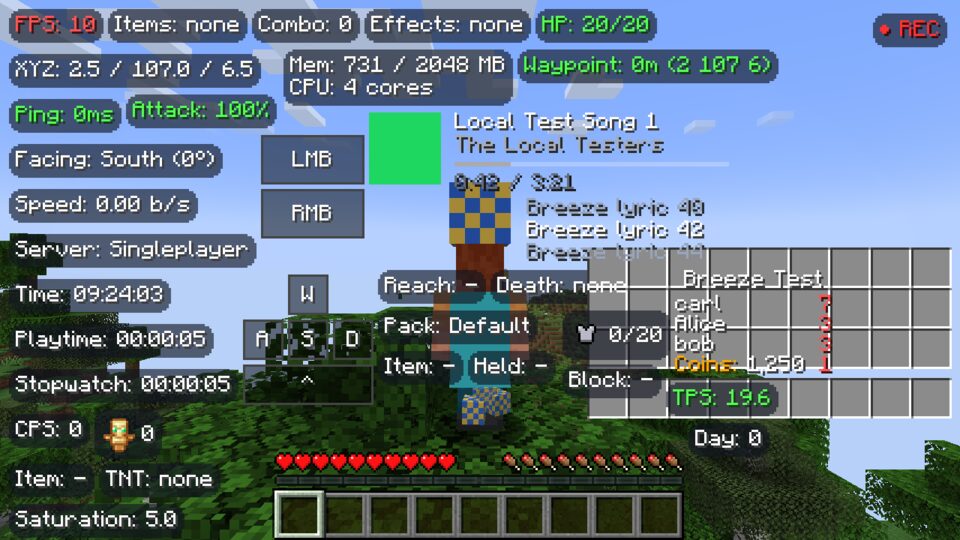 FPS: 10
Items: none
Combo: 0
Effects: none
HP: 20/20
REC
XYZ: 2.5 / 107.0 / 6.5
Mem: 731 / 2048 MB
CPU: 4 cores
Waypoint: 0m (2 107 6)
Ping: 0ms
Attack: 100%
Local Test Song 1
The Local Testers
0:42 / 3:21
Facing: South (0°)
LMB
Speed: 0.00 b/s
RMB
Breeze lyric 40
Breeze lyric 42
Breeze lyric 44
Server: Singleplayer
Time: 09:24:03
W
Reach: -
Death: none
Breeze Test
carl 7
Alice 3
bob 3
Coins: 1,250 1
Playtime: 00:00:05
A
S
D
Pack: Default
0/20
Stopwatch: 00:00:05
^
Item: -
Held: -
Block: -
TPS: 19.6
CPS: 0
0
Day: 0
Item: -
TNT: none
Saturation: 5.0